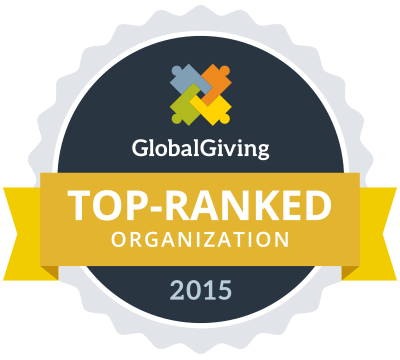 GlobalGiving
TOP-RANKED
ORGANIZATION
2015